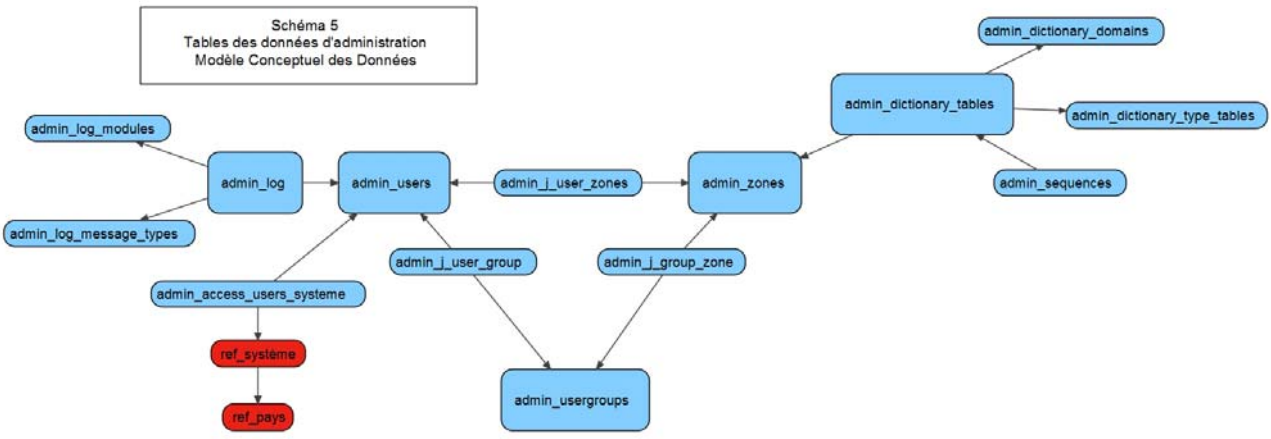 Schéma 5
Tables des données d'administration
Modèle Conceptuel des Données
admin_dictionary_domains
admin_dictionary_tables
admin_dictionary_type_tables
admin_log_modules
admin_log
admin_users
admin_j_user_zones
admin_zones
admin_sequences
admin_log_message_types
admin_j_user_group
admin_j_group_zone
admin_access_users_systeme
ref_système
ref_pays
admin_usergroups